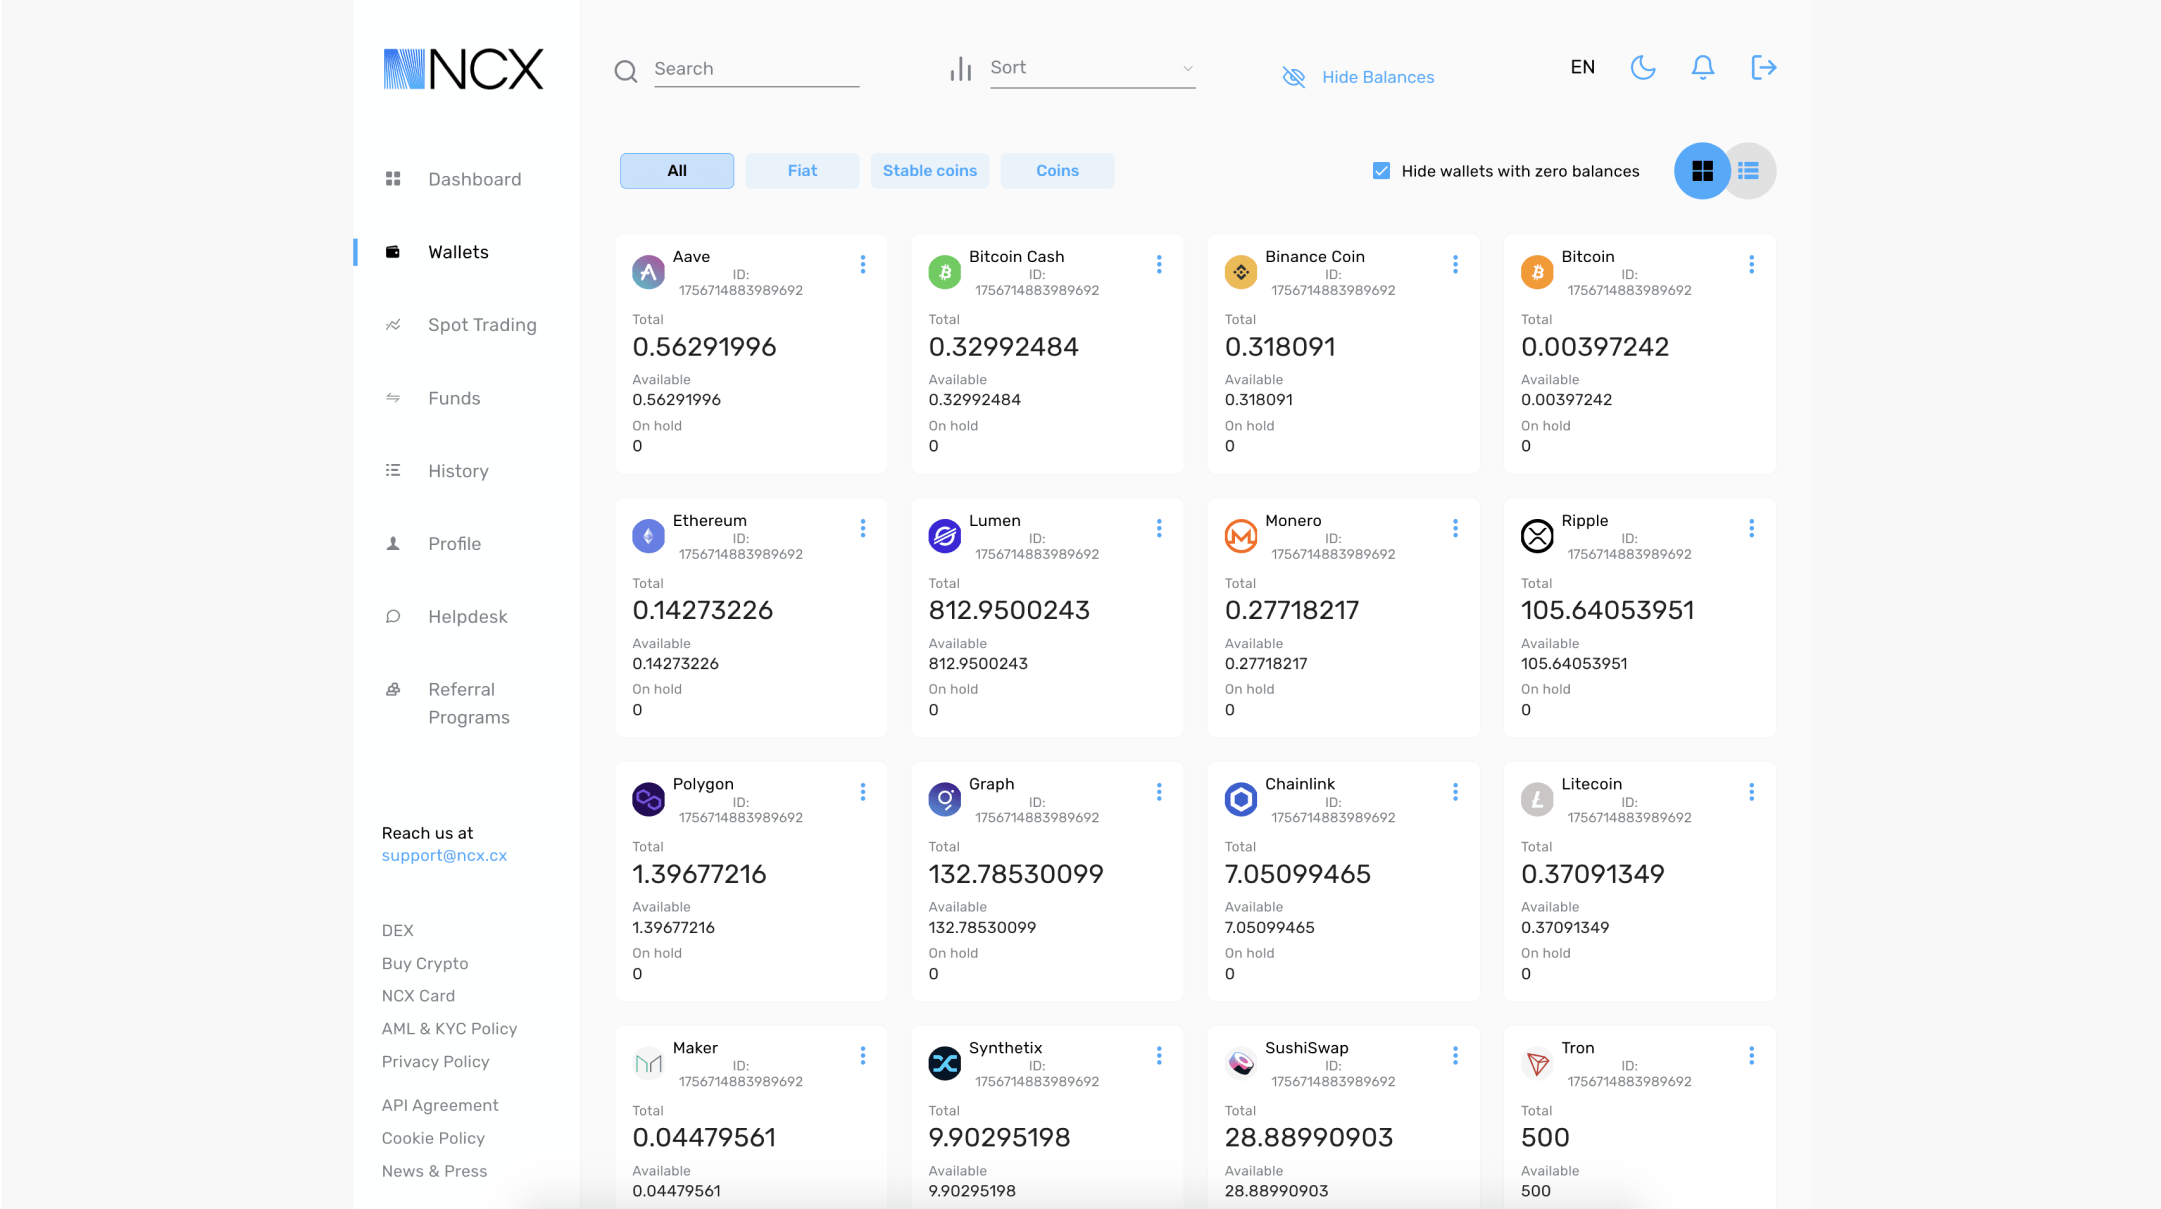 NCX
Search
Sort
Hide Balances
EN
Dashboard
Wallets
Spot Trading
Funds
History
Profile
Helpdesk
Referral
Programs
Reach us at
support@ncx.cx
DEX
Buy Crypto
NCX Card
AML & KYC Policy
Privacy Policy
API Agreement
Cookie Policy
News & Press
All
Fiat
Stable coins
Coins
Hide wallets with zero balances
Aave
ID:
1756714883989692
Total
0.56291996
Available
0.56291996
On hold
0
Bitcoin Cash
ID:
1756714883989692
Total
0.32992484
Available
0.32992484
On hold
0
Binance Coin
ID:
1756714883989692
Total
0.318091
Available
0.318091
On hold
0
Bitcoin
ID:
1756714883989692
Total
0.00397242
Available
0.00397242
On hold
0
Ethereum
ID:
1756714883989692
Total
0.14273226
Available
0.14273226
On hold
0
Lumen
ID:
1756714883989692
Total
812.9500243
Available
812.9500243
On hold
0
Monero
ID:
1756714883989692
Total
0.27718217
Available
0.27718217
On hold
0
Ripple
ID:
1756714883989692
Total
105.64053951
Available
105.64053951
On hold
0
Polygon
ID:
1756714883989692
Total
1.39677216
Available
1.39677216
On hold
0
Graph
ID:
1756714883989692
Total
132.78530099
Available
132.78530099
On hold
0
Chainlink
ID:
1756714883989692
Total
7.05099465
Available
7.05099465
On hold
0
Litecoin
ID:
1756714883989692
Total
0.37091349
Available
0.37091349
On hold
0
Maker
ID:
1756714883989692
Total
0.04479561
Available
0.04479561
Synthetix
ID:
1756714883989692
Total
9.90295198
Available
9.90295198
SushiSwap
ID:
1756714883989692
Total
28.88990903
Available
28.88990903
Tron
ID:
1756714883989692
Total
500
Available
500